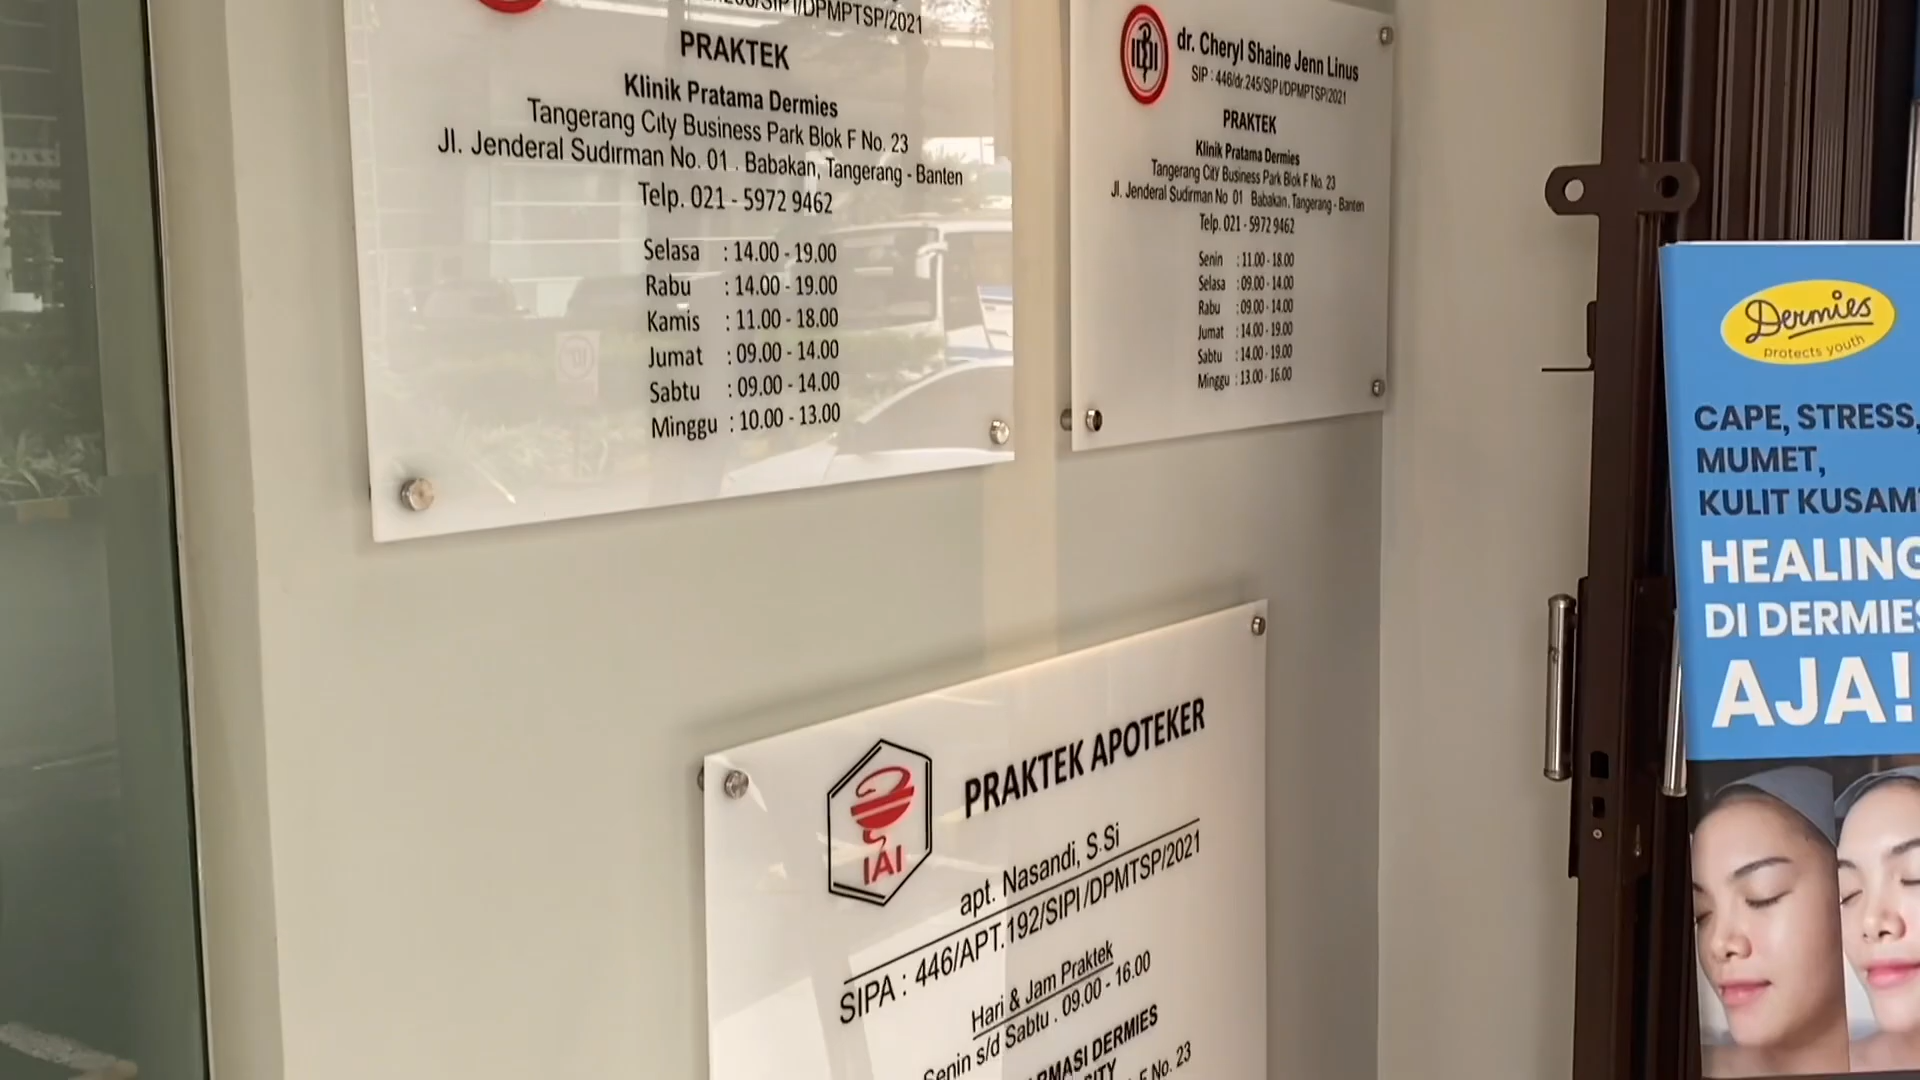 PRAKTEK
Klinik Pratama Dermies
Tangerang City Business Park Blok F No. 23
Jl. Jenderal Sudirman No. 01 . Babakan, Tangerang - Banten
Telp. 021 - 5972 9462
Selasa : 14.00 - 19.00
Rabu : 14.00 - 19.00
Kamis : 11.00 - 18.00
Jumat : 09.00 - 14.00
Sabtu : 09.00 - 14.00
Minggu : 10.00 - 13.00
dr. Cheryl Shaine Jenn Linus
SIP : 446/dr.245/SIP I/DPMPTSP/2021
PRAKTEK
Klinik Pratama Dermies
Tangerang City Business Park Blok F No. 23
Jl. Jenderal Sudirman No 01 Babakan, Tangerang - Banten
Telp. 021 - 5972 9462
Senin : 11.00 - 18.00
Selasa : 09.00 - 14.00
Rabu : 09.00 - 14.00
Jumat : 14.00 - 19.00
Sabtu : 14.00 - 19.00
Minggu : 13.00 - 16.00
IAI
PRAKTEK APOTEKER
apt. Nasandi, S.Si
SIPA : 446/APT.192/SIPI/DPMTSP/2021
Hari & Jam Praktek
Senin s/d Sabtu . 09.00 - 16.00
DERMIES
No. 23
Dermies
protects youth
CAPE, STRESS,
MUMET,
KULIT KUSAM
HEALING
DI DERMIES
AJA!